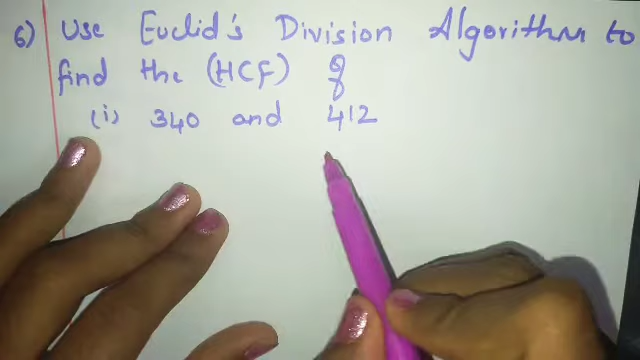 6) Use Euclid's Division Algorithm to
find the (HCF) of
(i) 340 and 412